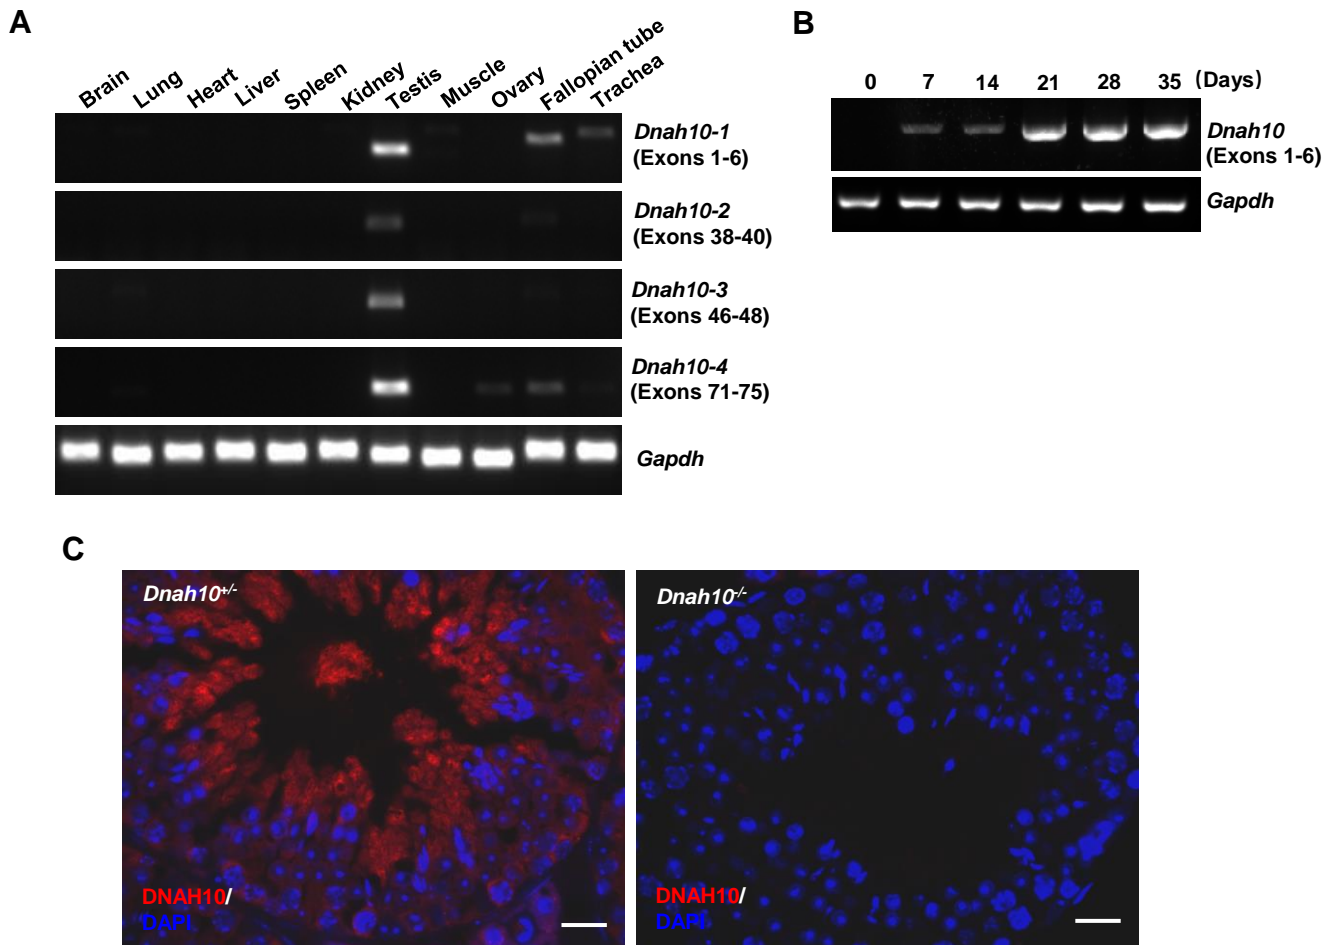 A
Brain Lung Heart Liver Spleen Kidney Testis Muscle Ovary Fallopian tube Trachea
Dnah10-1
(Exons 1-6)
Dnah10-2
(Exons 38-40)
Dnah10-3
(Exons 46-48)
Dnah10-4
(Exons 71-75)
Gapdh
B
0 7 14 21 28 35 (Days)
Dnah10
(Exons 1-6)
Gapdh
C
Dnah10+/-
DNAH10/
DAPI
Dnah10-/-
DNAH10/
DAPI